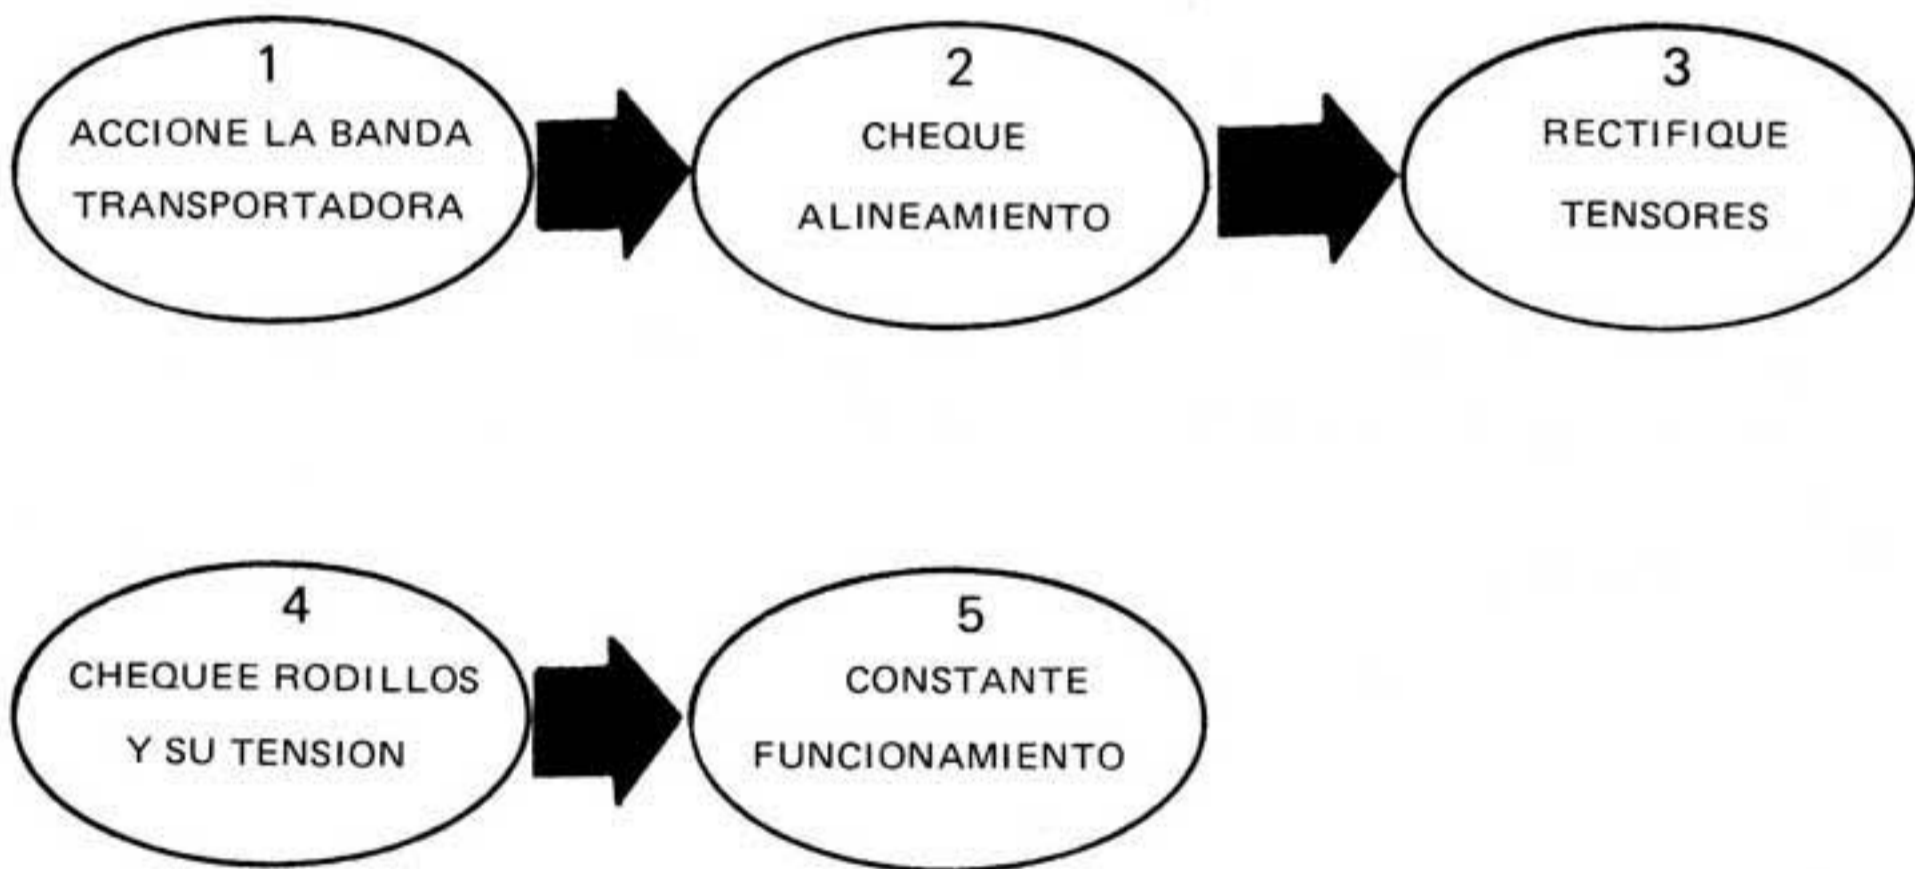 1
ACCIONE LA BANDA
TRANSPORTADORA
2
CHEQUE
ALINEAMIENTO
3
RECTIFIQUE
TENSORES
4
CHEQUEE RODILLOS
Y SU TENSION
5
CONSTANTE
FUNCIONAMIENTO